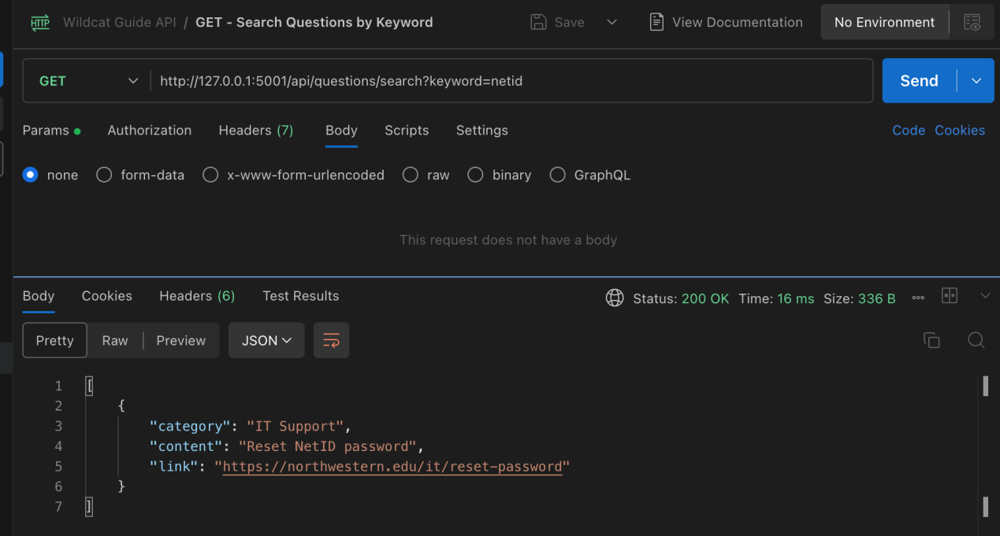 HTTP Wildcat Guide API / GET - Search Questions by Keyword Save View Documentation No Environment
GET http://127.0.0.1:5001/api/questions/search?keyword=netid Send
Params Authorization Headers (7) Body Scripts Settings Code Cookies
none form-data x-www-form-urlencoded raw binary GraphQL
This request does not have a body
Body Cookies Headers (6) Test Results Status: 200 OK Time: 16 ms Size: 336 B
Pretty Raw Preview JSON
1 [
2 {
3 "category": "IT Support",
4 "content": "Reset NetID password",
5 "link": "https://northwestern.edu/it/reset-password"
6 }
7 ]